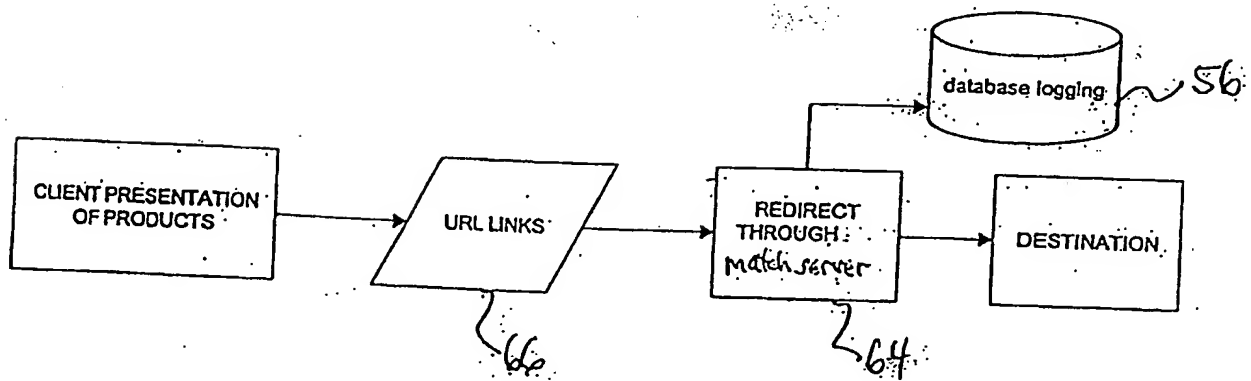 database logging
56
CLIENT PRESENTATION
OF PRODUCTS
URL LINKS
REDIRECT
THROUGH
match server
DESTINATION
66
64